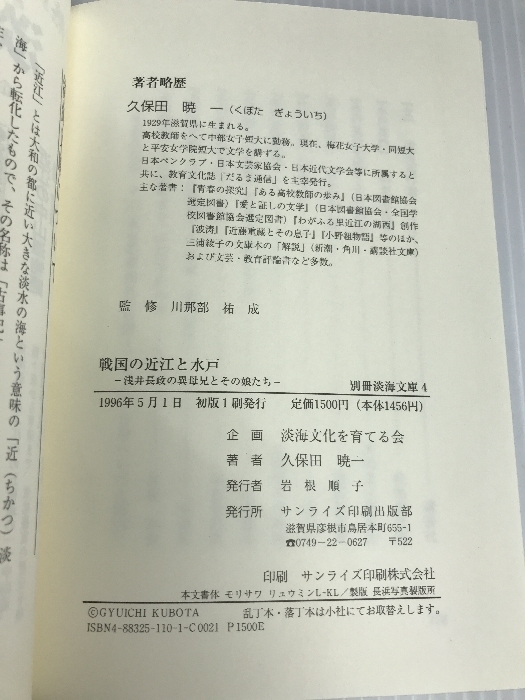 著者略歴
久保田 暁 一(くぼた ぎょういち)
1929年滋賀県に生まれる。
高校教師をへて中部女子短大に勤務。現在、梅花女子大学・同短大
と平安女学院短大で文学を講ずる。
日本ペンクラブ・日本文芸家協会・日本近代文学会等に所属すると
共に、教育文化誌「だるま通信」を主宰発行。
主な著書:『青春の探究』『ある高校教師の歩み』(日本図書館協会
選定図書)『愛と証しの文学』(日本図書館協会・全国学
校図書館協会選定図書)『わがふる里近江の湖西』創作
『波濤』『近藤重蔵とその息子』『小野組物語』等のほか、
三浦綾子の文庫本の「解説」(新潮・角川・講談社文庫)
および文芸・教育評論書など多数。
監 修 川那部 祐 成
戦国の近江と水戸
-浅井長政の異母兄とその娘たち-
別冊淡海文庫4
1996年5月1日 初版1刷発行 定価1500円(本体1456円)
企 画 淡海文化を育てる会
著 者 久保田 暁一
発行者 岩 根 順 子
発行所 サンライズ印刷出版部
滋賀県彦根市鳥居本町655-1
☎0749-22-0627 〒522
印刷 サンライズ印刷株式会社
本文書体 モリサワ リュウミンL-KL/製版 長浜写真製版所
©GYUICHI KUBOTA 乱丁本・落丁本は小社にてお取替えします。
ISBN4-88325-110-1-C0021 P1500E
「近江」とは大和の都に近い大きな淡水の海という意味の「近(ちかつ)淡
海」から転化したもので、その名称は「古事記」